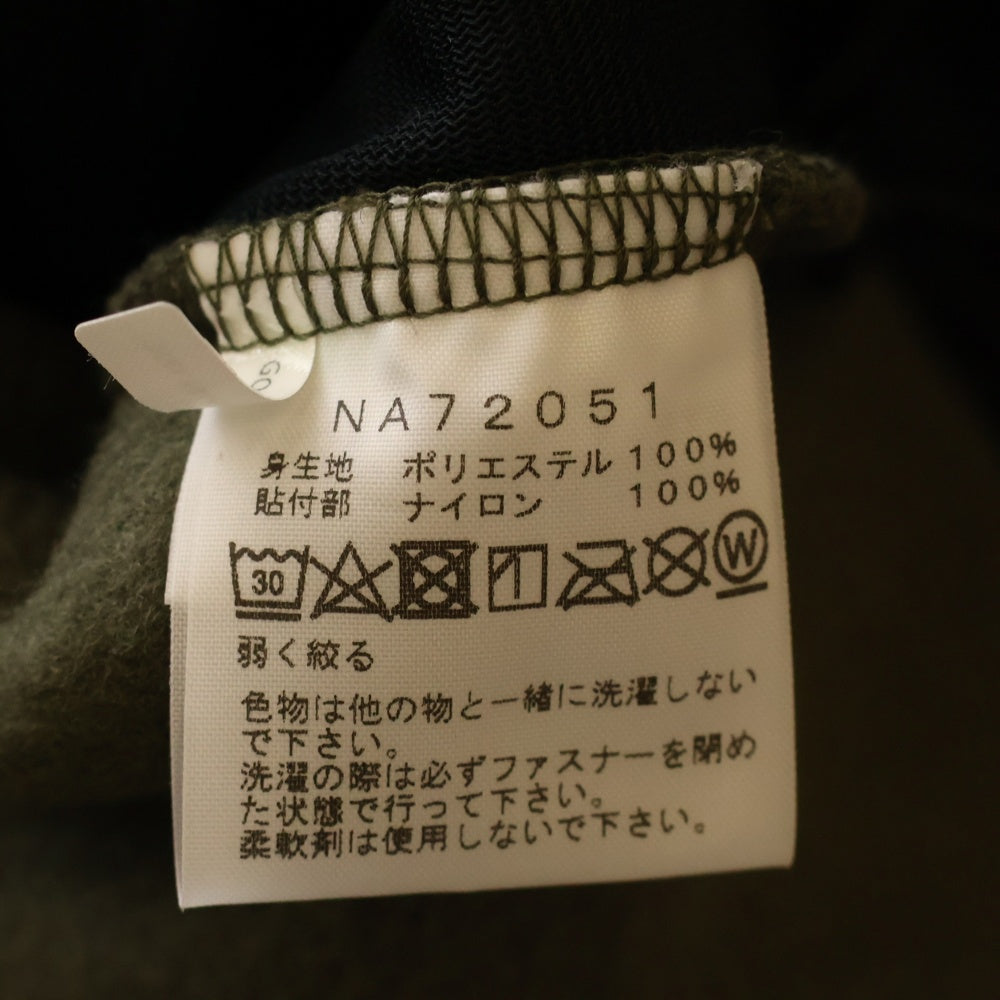 GO
NA72051
身生地 ポリエステル 100%
貼付部 ナイロン 100%
30 W
弱く絞る
色物は他の物と一緒に洗濯しない
で下さい。
洗濯の際は必ずファスナーを閉め
た状態で行って下さい。
柔軟剤は使用しないで下さい。